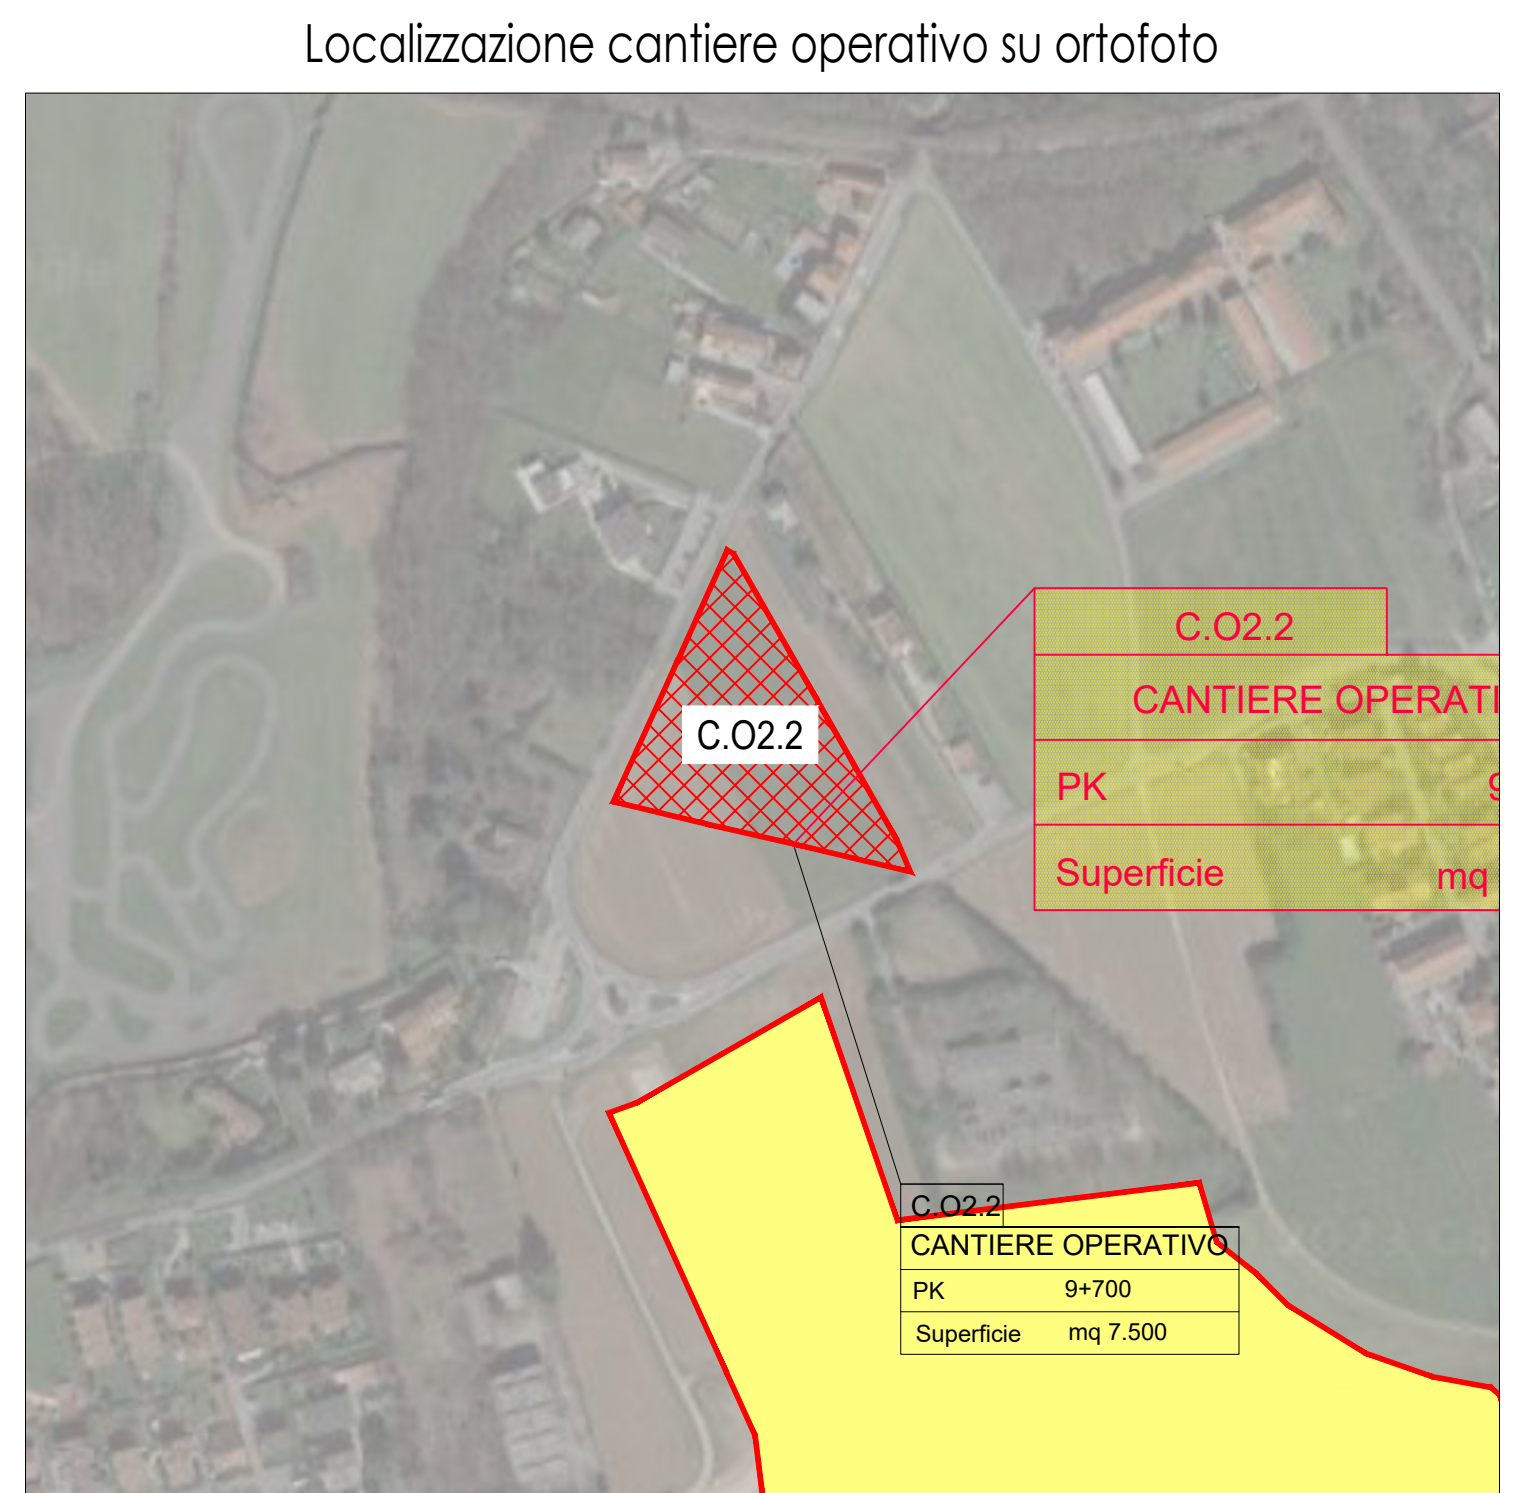 Localizzazione cantiere operativo su ortofoto
C.O2.2
C.O2.2
CANTIERE OPERATI
PK 9
Superficie mq
C.O2.2
CANTIERE OPERATIVO
PK 9+700
Superficie mq 7.500